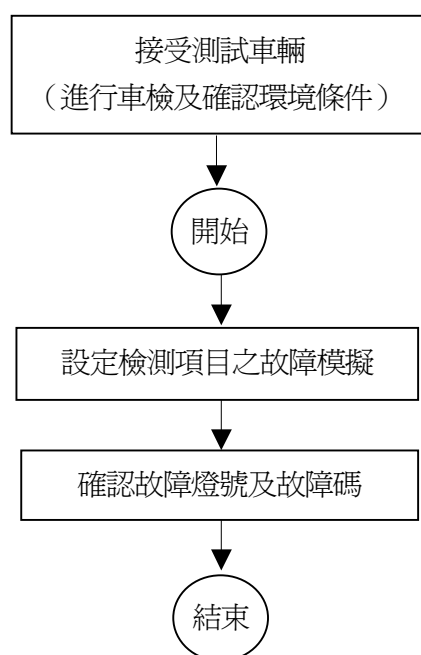 接受測試車輛
（進行車檢及確認環境條件）
開始
設定檢測項目之故障模擬
確認故障燈號及故障碼
結束